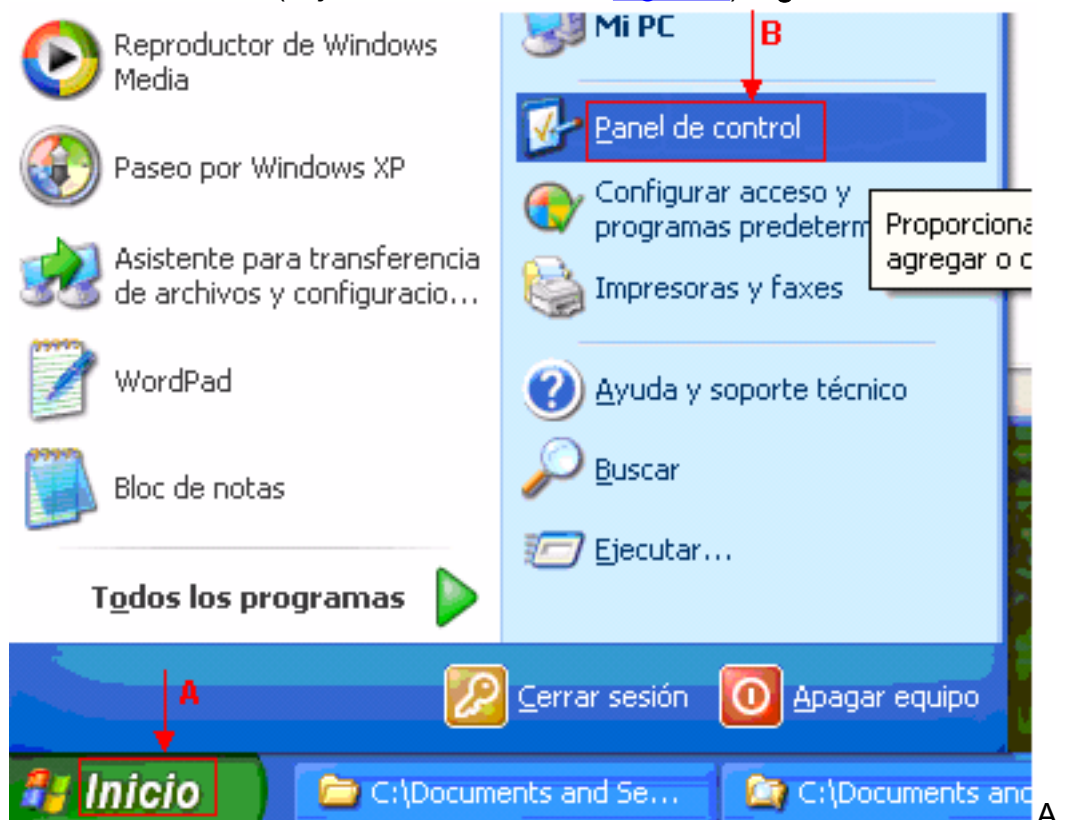 Reproductor de Windows
Media
Paseo por Windows XP
Asistente para transferencia
de archivos y configuracio...
WordPad
Bloc de notas
Todos los programas
Mi PC
B
Panel de control
Configurar acceso y
programas predeterm
Proporciona
agregar o c
Impresoras y faxes
Ayuda y soporte técnico
Buscar
Ejecutar...
A
Cerrar sesión
Apagar equipo
Inicio
C:\Documents and Se...
C:\Documents and
A